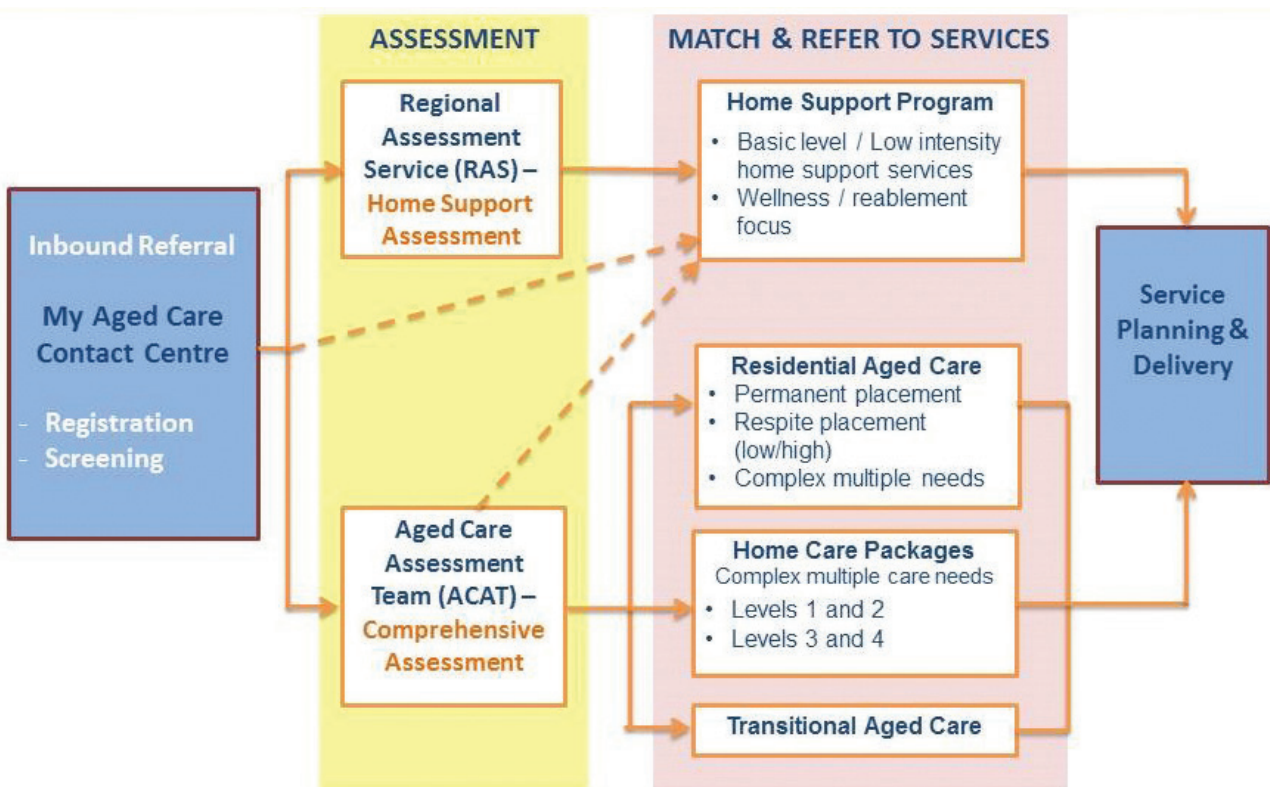 ASSESSMENT
MATCH & REFER TO SERVICES
Inbound Referral
My Aged Care
Contact Centre
- Registration
- Screening
Regional
Assessment
Service (RAS) –
Home Support
Assessment
Aged Care
Assessment
Team (ACAT) –
Comprehensive
Assessment
Home Support Program
• Basic level / Low intensity
home support services
• Wellness / reablement
focus
Residential Aged Care
• Permanent placement
• Respite placement
(low/high)
• Complex multiple needs
Home Care Packages
Complex multiple care needs
• Levels 1 and 2
• Levels 3 and 4
Transitional Aged Care
Service
Planning &
Delivery